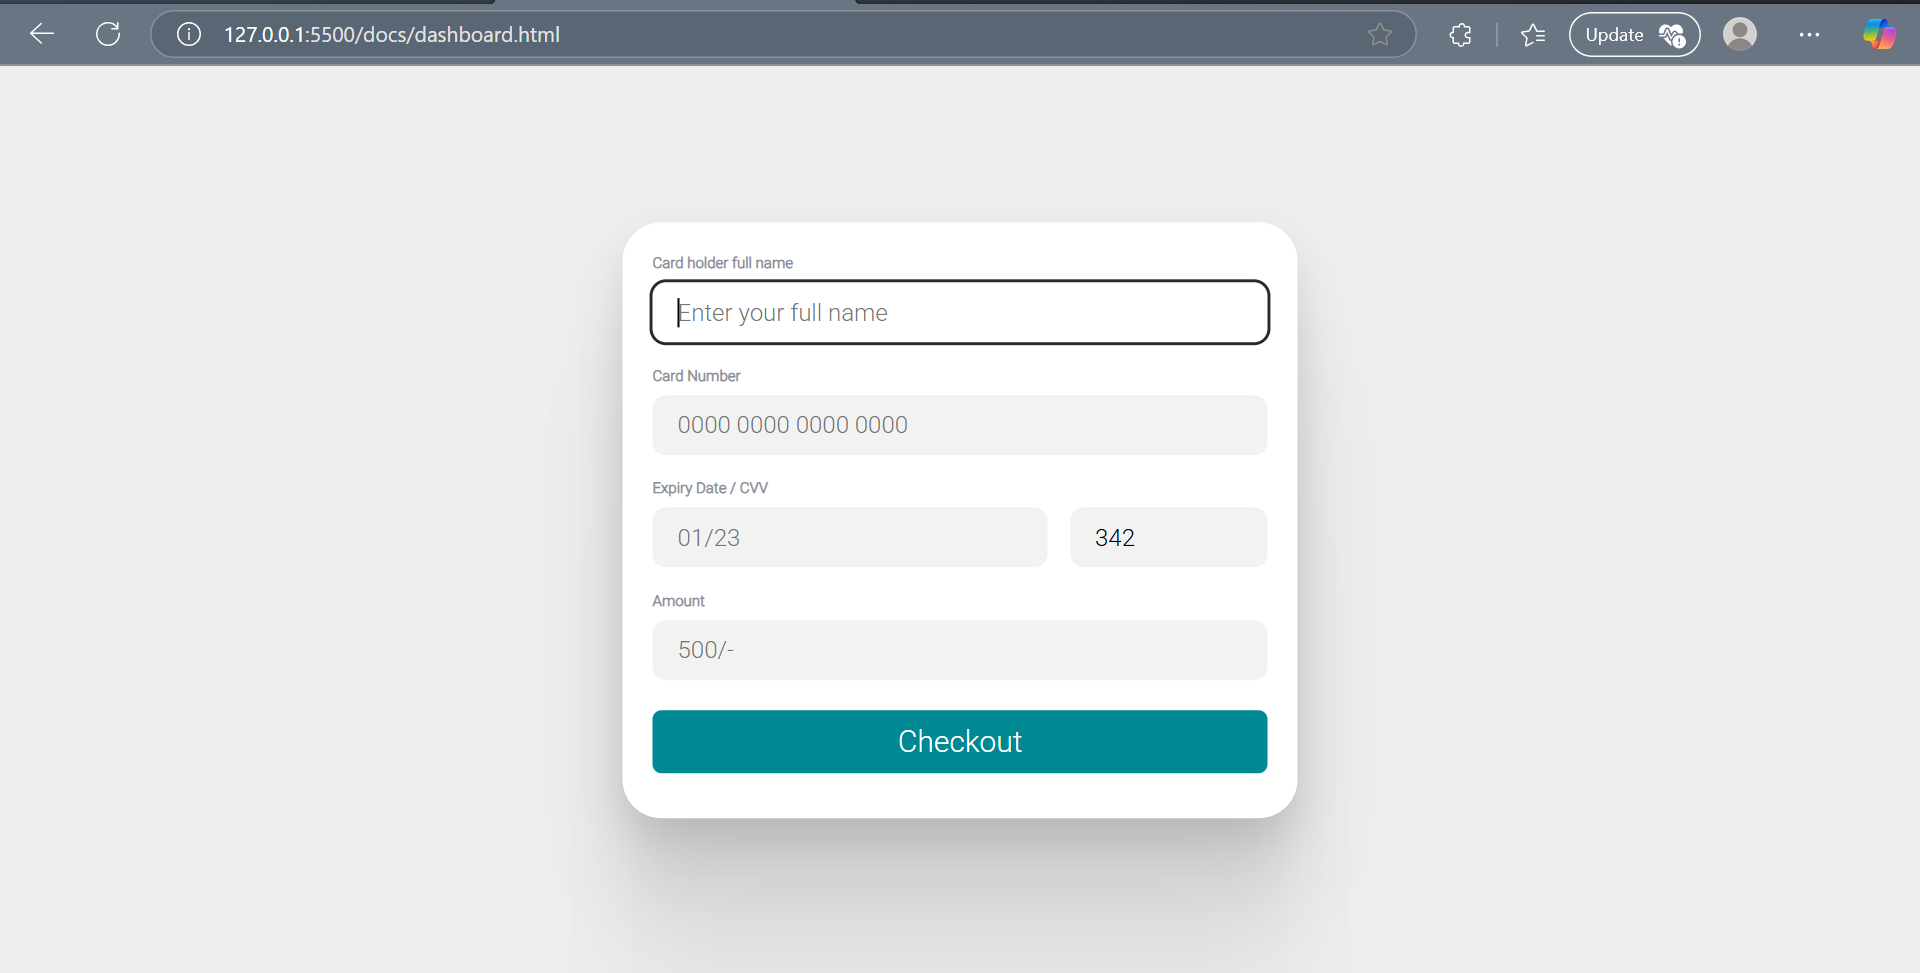 127.0.0.1:5500/docs/dashboard.html
Update
Card holder full name
Enter your full name
Card Number
0000 0000 0000 0000
Expiry Date / CVV
01/23 342
Amount
500/-
Checkout